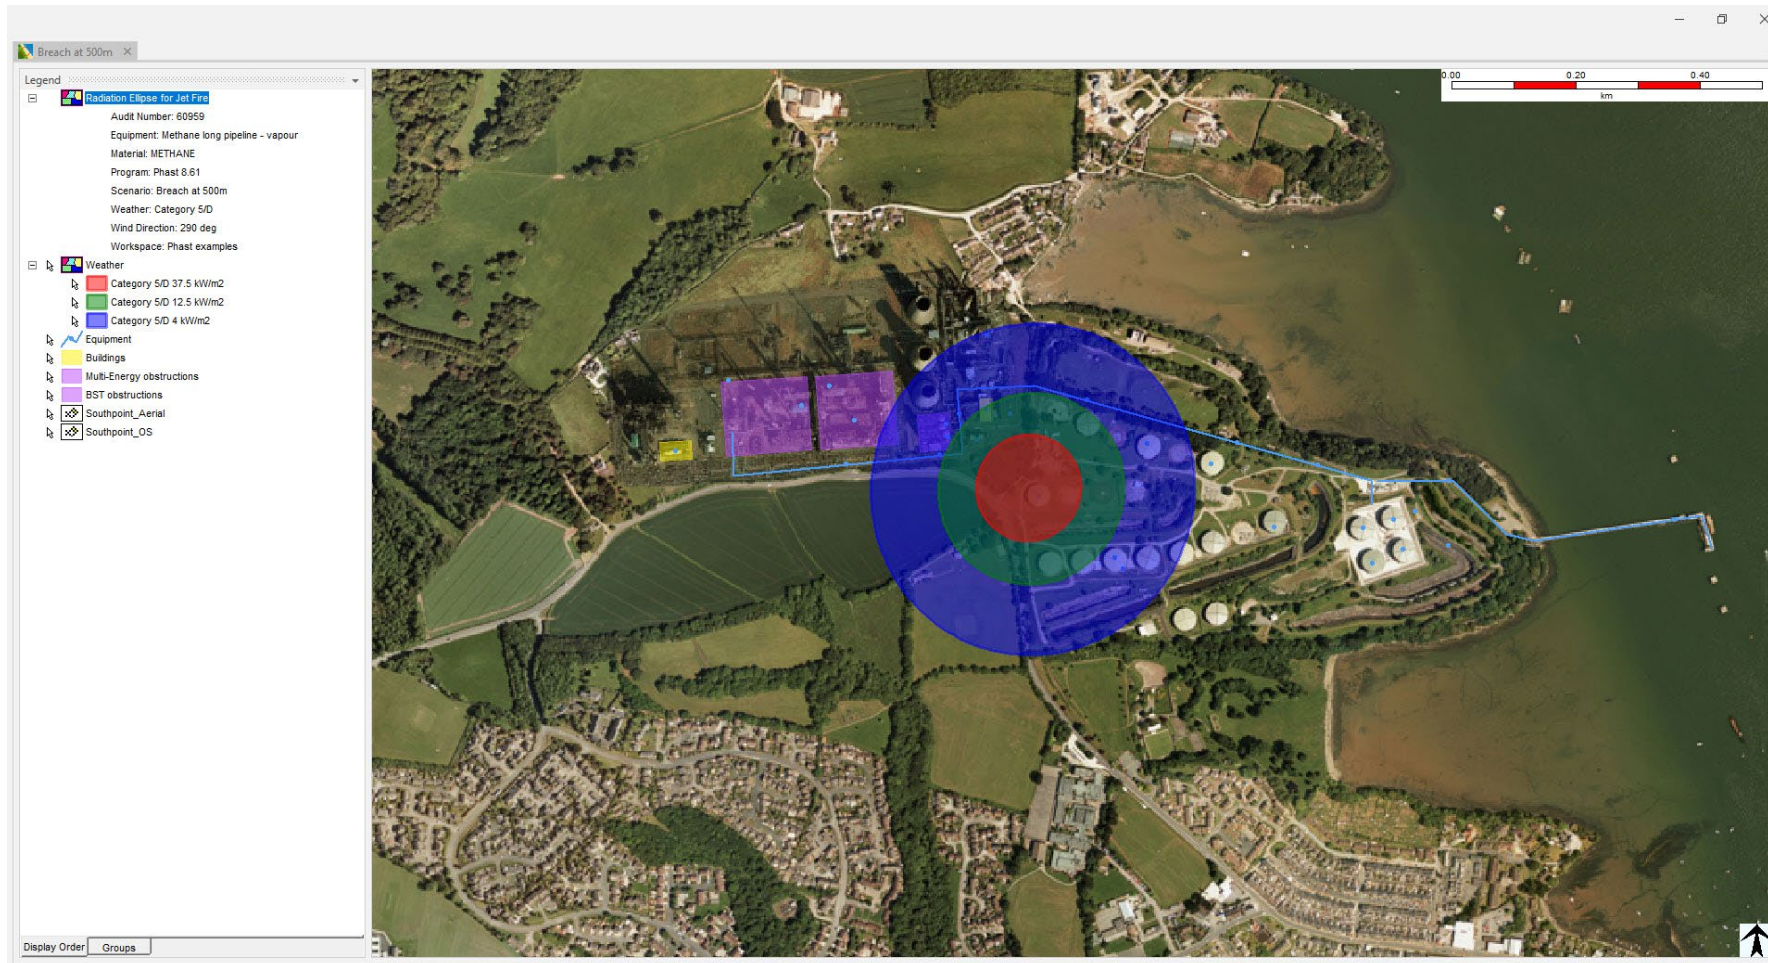 Breach at 500m
Legend
Radiation Ellipse for Jet Fire
Audit Number: 60959
Equipment: Methane long pipeline - vapour
Material: METHANE
Program: Phast 8.61
Scenario: Breach at 500m
Weather: Category 5/D
Wind Direction: 290 deg
Workspace: Phast examples
Weather
Category 5/D 37.5 kW/m2
Category 5/D 12.5 kW/m2
Category 5/D 4 kW/m2
Equipment
Buildings
Multi-Energy obstructions
BST obstructions
Southpoint_Aerial
Southpoint_OS
Display Order Groups
0.00 0.20 0.40
km